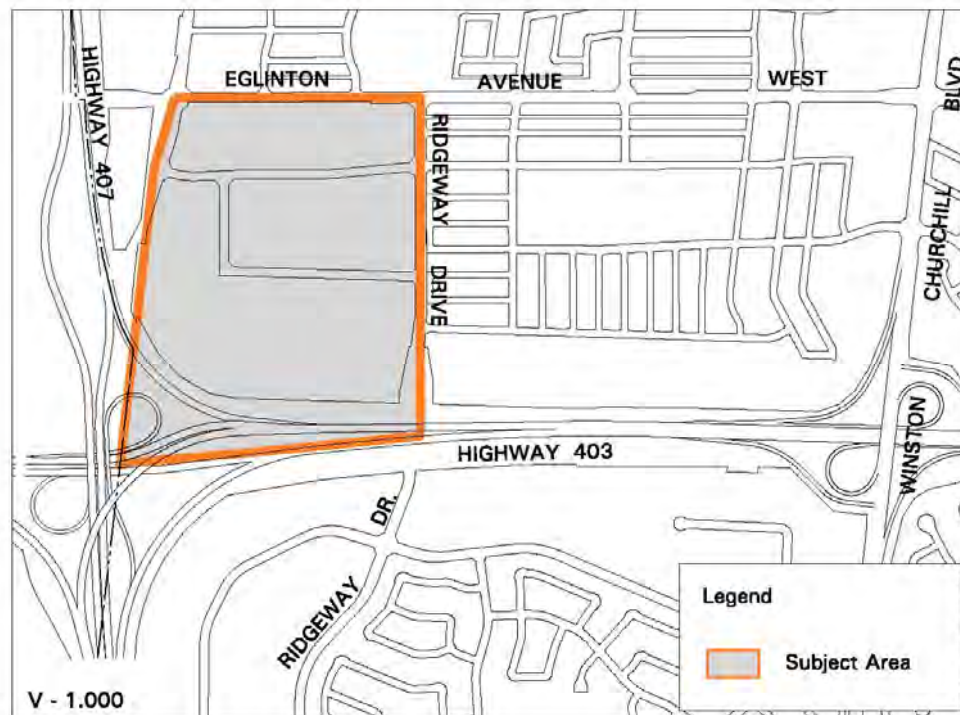 HIGHWAY 407
EGLINTON AVENUE WEST
BLVD
RIDGEWAY DRIVE
CHURCHILL
WINSTON
HIGHWAY 403
RIDGEWAY DR.
Legend
Subject Area
V - 1.000